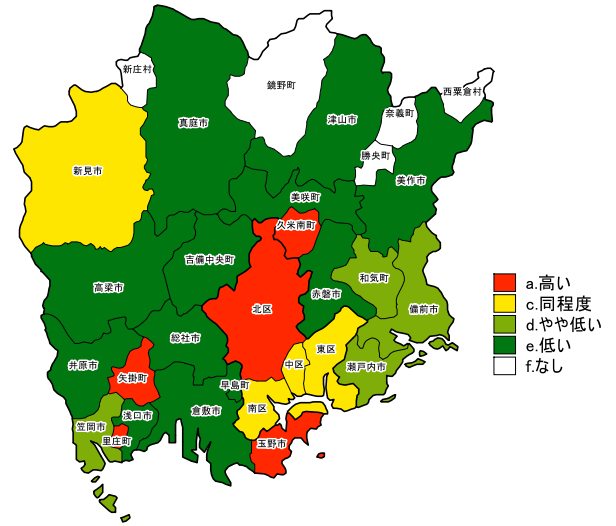 新庄村
鏡野町
西粟倉村
奈義町
真庭市
津山市
勝央町
新見市
美作市
美咲町
久米南町
吉備中央町
和気町
高梁市
赤磐市
北区
備前市
総社市
東区
井原市
中区
瀬戸内市
矢掛町
早島町
南区
倉敷市
浅口市
笠岡市
里庄町
玉野市
a.高い
c.同程度
d.やや低い
e.低い
f.なし